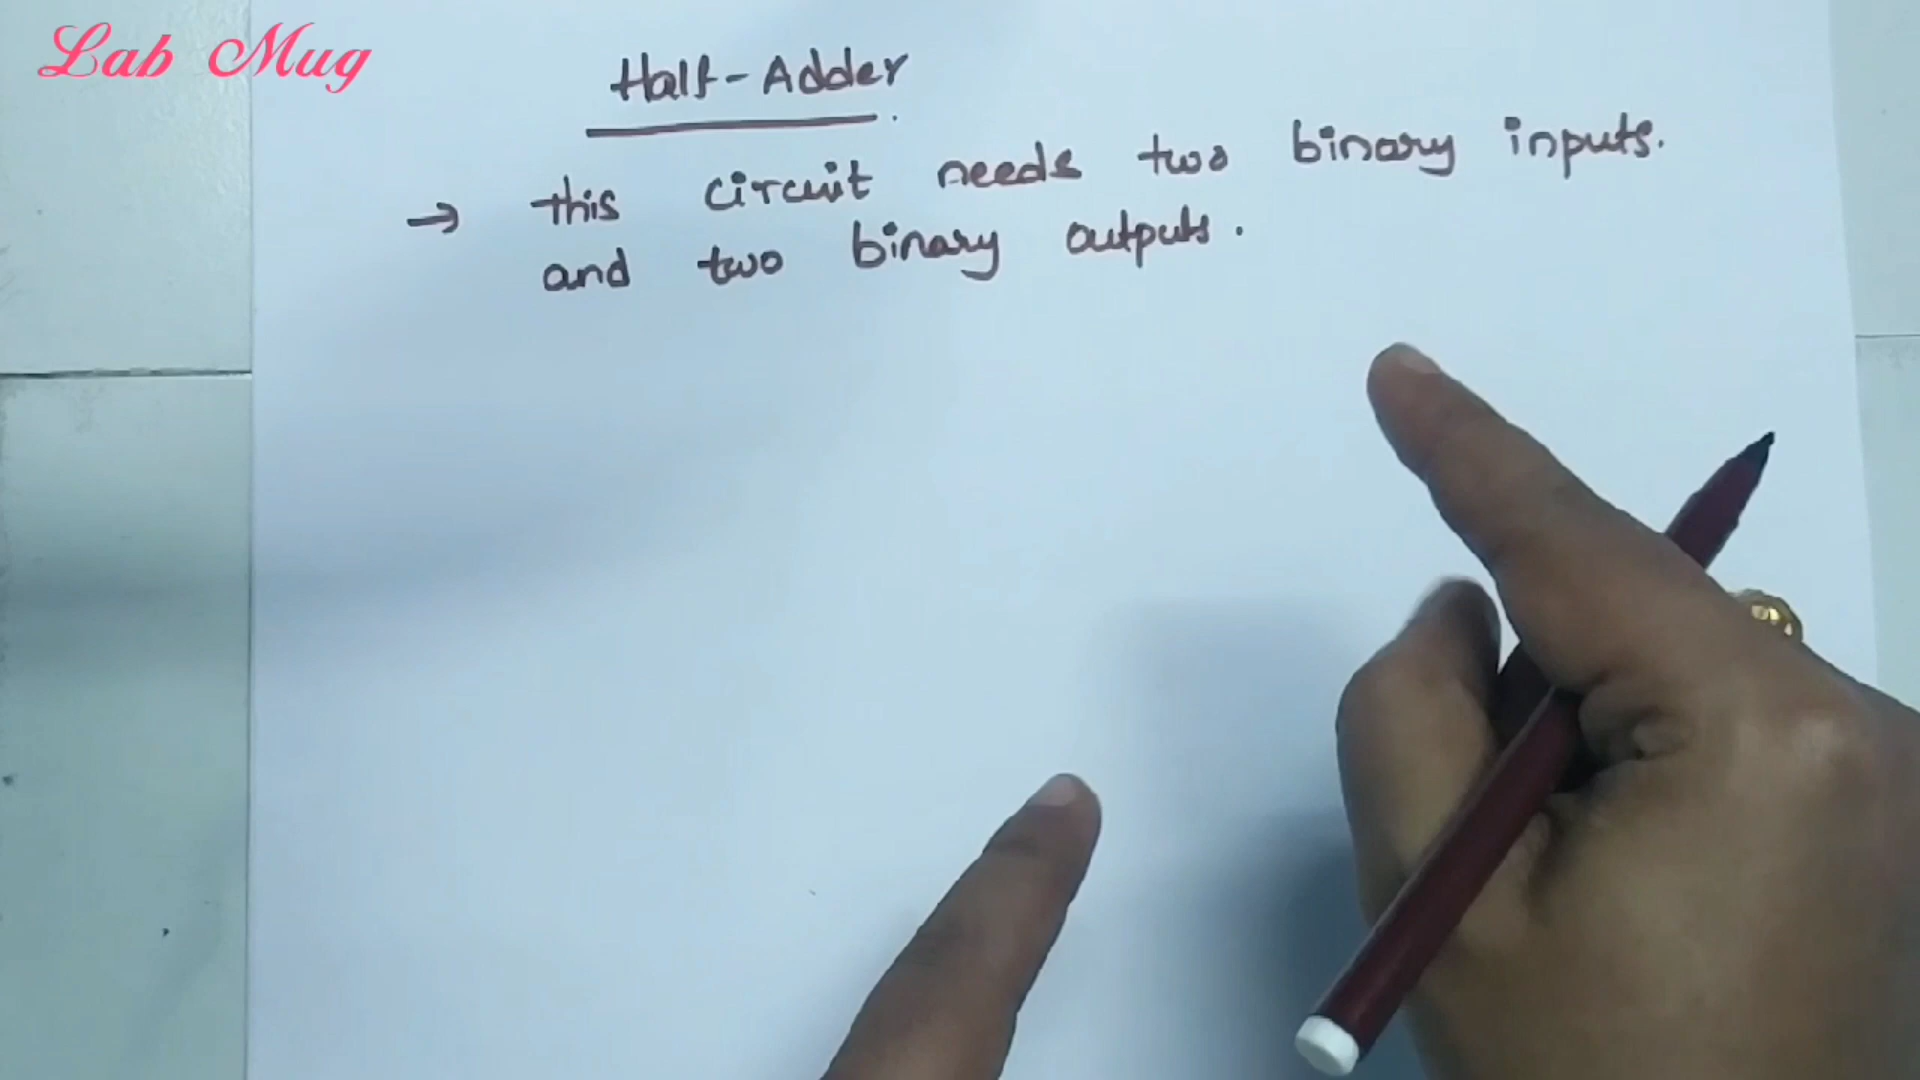 Lab Mug
Half-Adder
→ this circuit needs two binary inputs.
and two binary outputs.